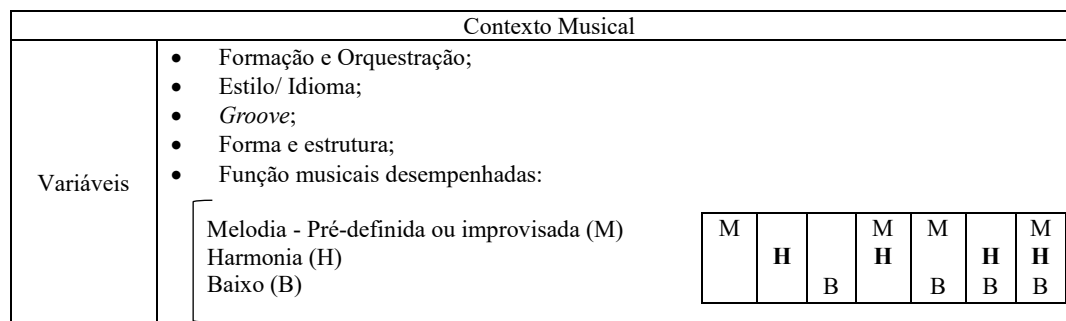 Contexto Musical
Variáveis
• Formação e Orquestração;
• Estilo/ Idioma;
• Groove;
• Forma e estrutura;
• Função musicais desempenhadas:
Melodia - Pré-definida ou improvisada (M) M M M M
Harmonia (H) H H H H
Baixo (B) B B B B